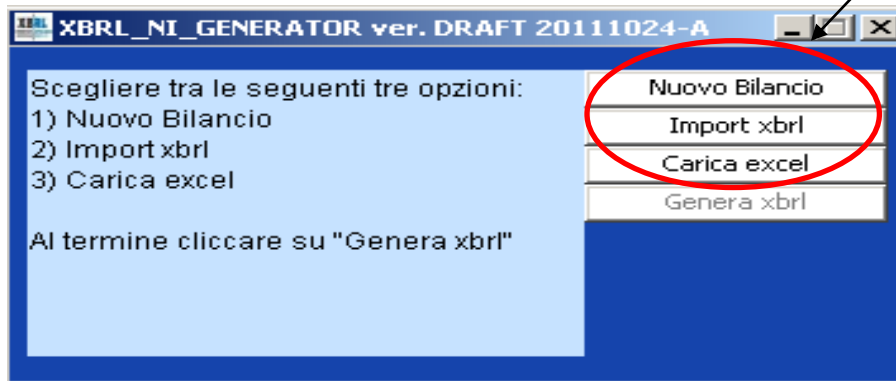 XBRL_NI_GENERATOR ver. DRAFT 20111024-A
Scegliere tra le seguenti tre opzioni:
1) Nuovo Bilancio
2) Import xbrl
3) Carica excel
Al termine cliccare su "Genera xbrl"
Nuovo Bilancio
Import xbrl
Carica excel
Genera xbrl